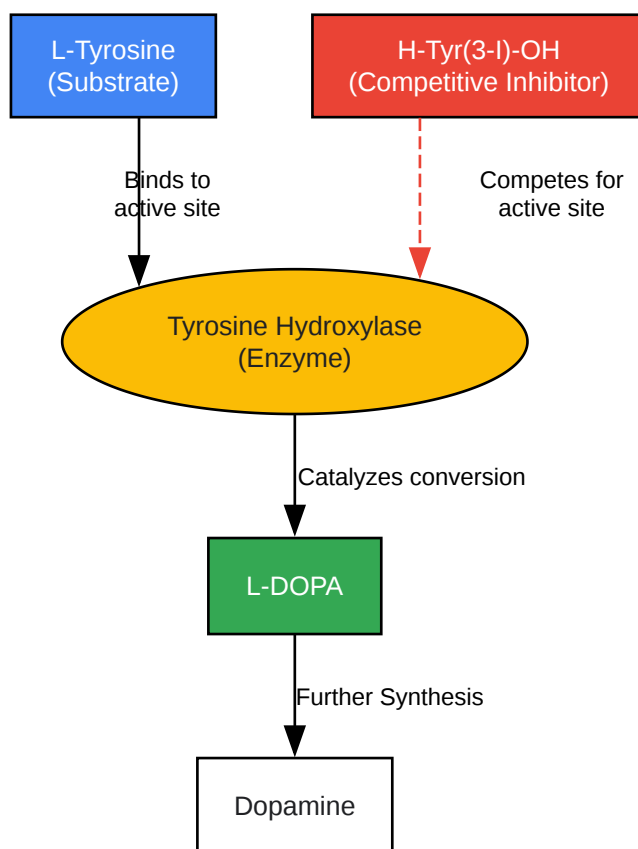 L-Tyrosine
(Substrate)
H-Tyr(3-I)-OH
(Competitive Inhibitor)
Binds to
active site
Competes for
active site
Tyrosine Hydroxylase
(Enzyme)
Catalyzes conversion
L-DOPA
Further Synthesis
Dopamine